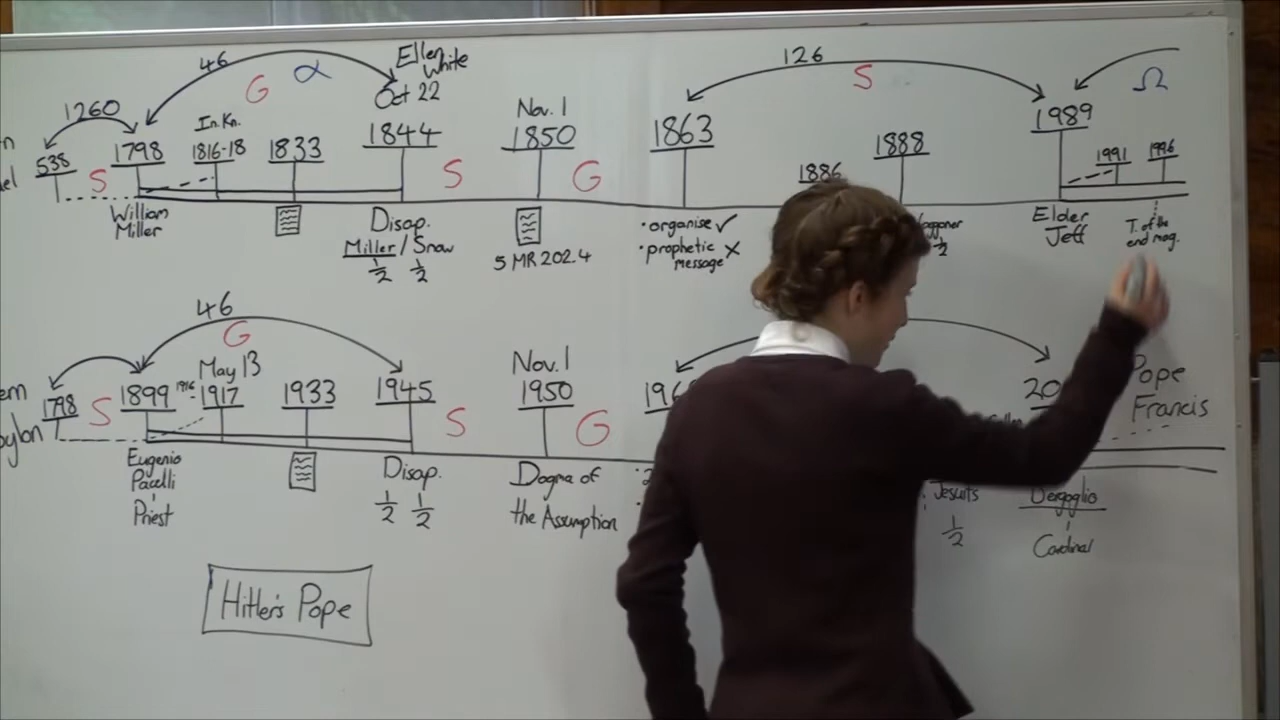 46
G
α
Ellen
White
Oct 22
126
S
Ω
1260
In. Kn.
Nov. 1
538
S
1798
1816-18
1833
1844
S
1850
G
1863
1886
1888
1989
1991
1996
William
Miller
Disap.
Miller / Snow
1/2 1/2
5 MR 202.4
• organise ✓
• prophetic X
message
1/2
Elder
Jeff
T. of the
end mag.
46
G
May 13
Nov. 1
1798
S
1899
1916-
1917
1933
1945
S
1950
G
Pope
Francis
Eugenio
Pacelli
Priest
Disap.
1/2 1/2
Dogma of
the Assumption
Jesuits
1/2
Bergoglio
Cardinal
Hitler's Pope